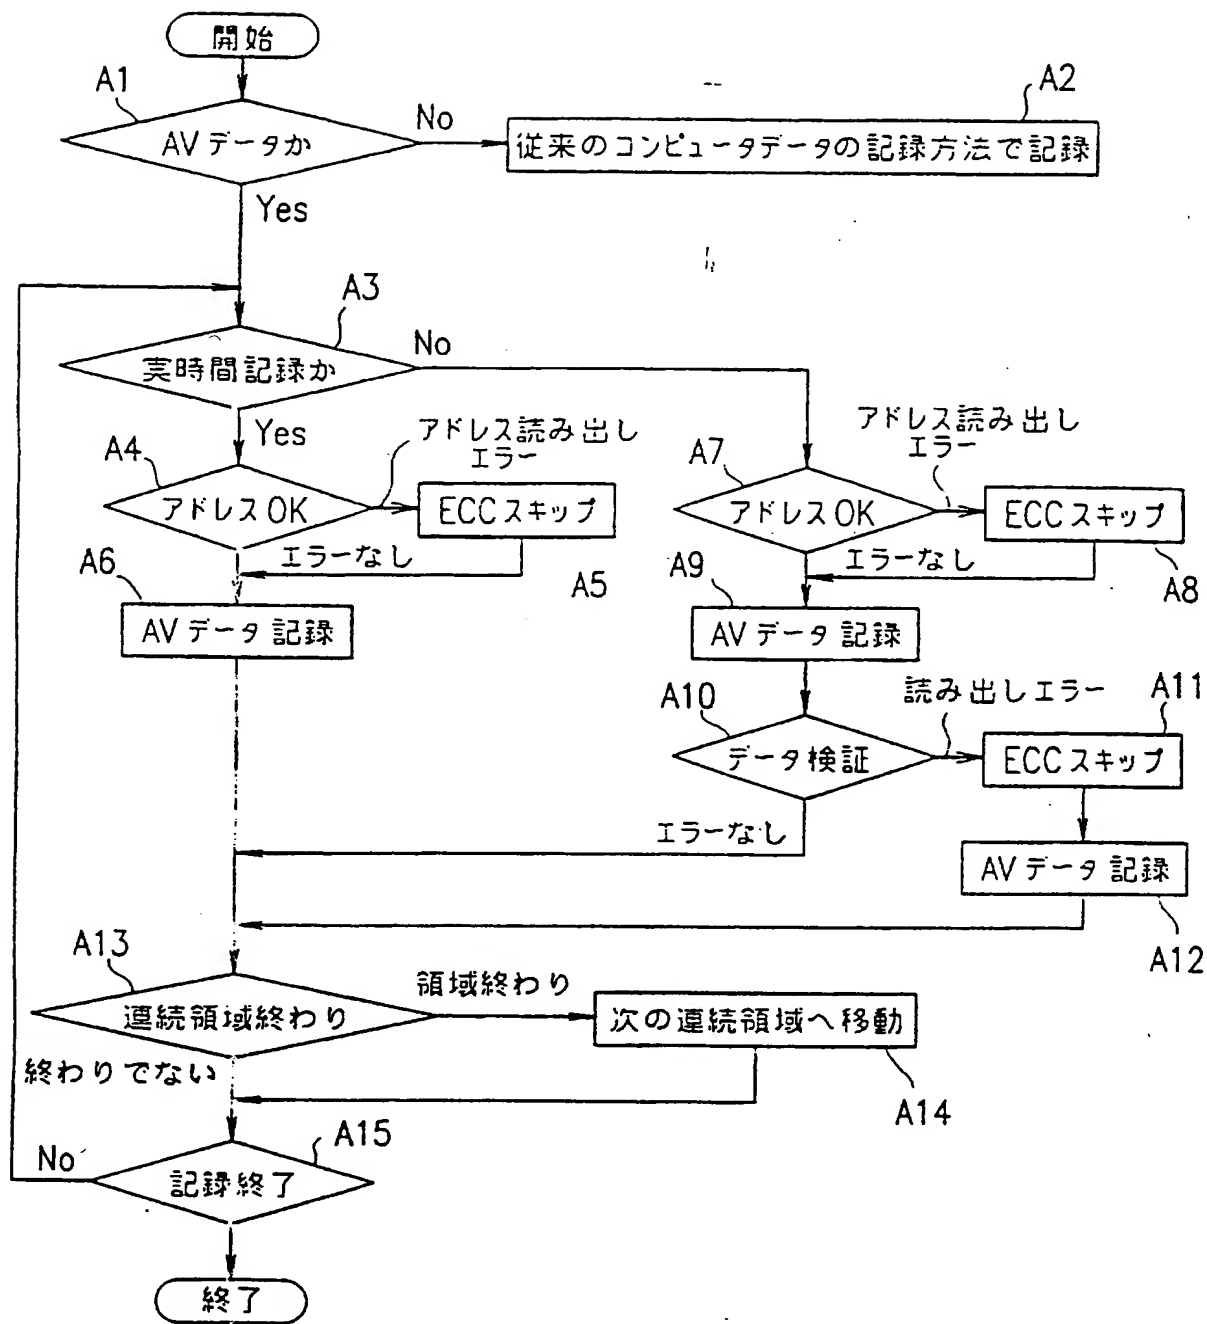 開始
A1
AVデータか
No
A2
従来のコンピュータデータの記録方法で記録
Yes
A3
実時間記録か
No
Yes
A4
アドレスOK
アドレス読み出し
エラー
ECCスキップ
A5
エラーなし
A6
AVデータ記録
A7
アドレスOK
アドレス読み出し
エラー
ECCスキップ
A8
エラーなし
A9
AVデータ記録
A10
データ検証
読み出しエラー
A11
ECCスキップ
エラーなし
AVデータ記録
A12
A13
連続領域終わり
領域終わり
次の連続領域へ移動
A14
終わりでない
A15
記録終了
No
終了